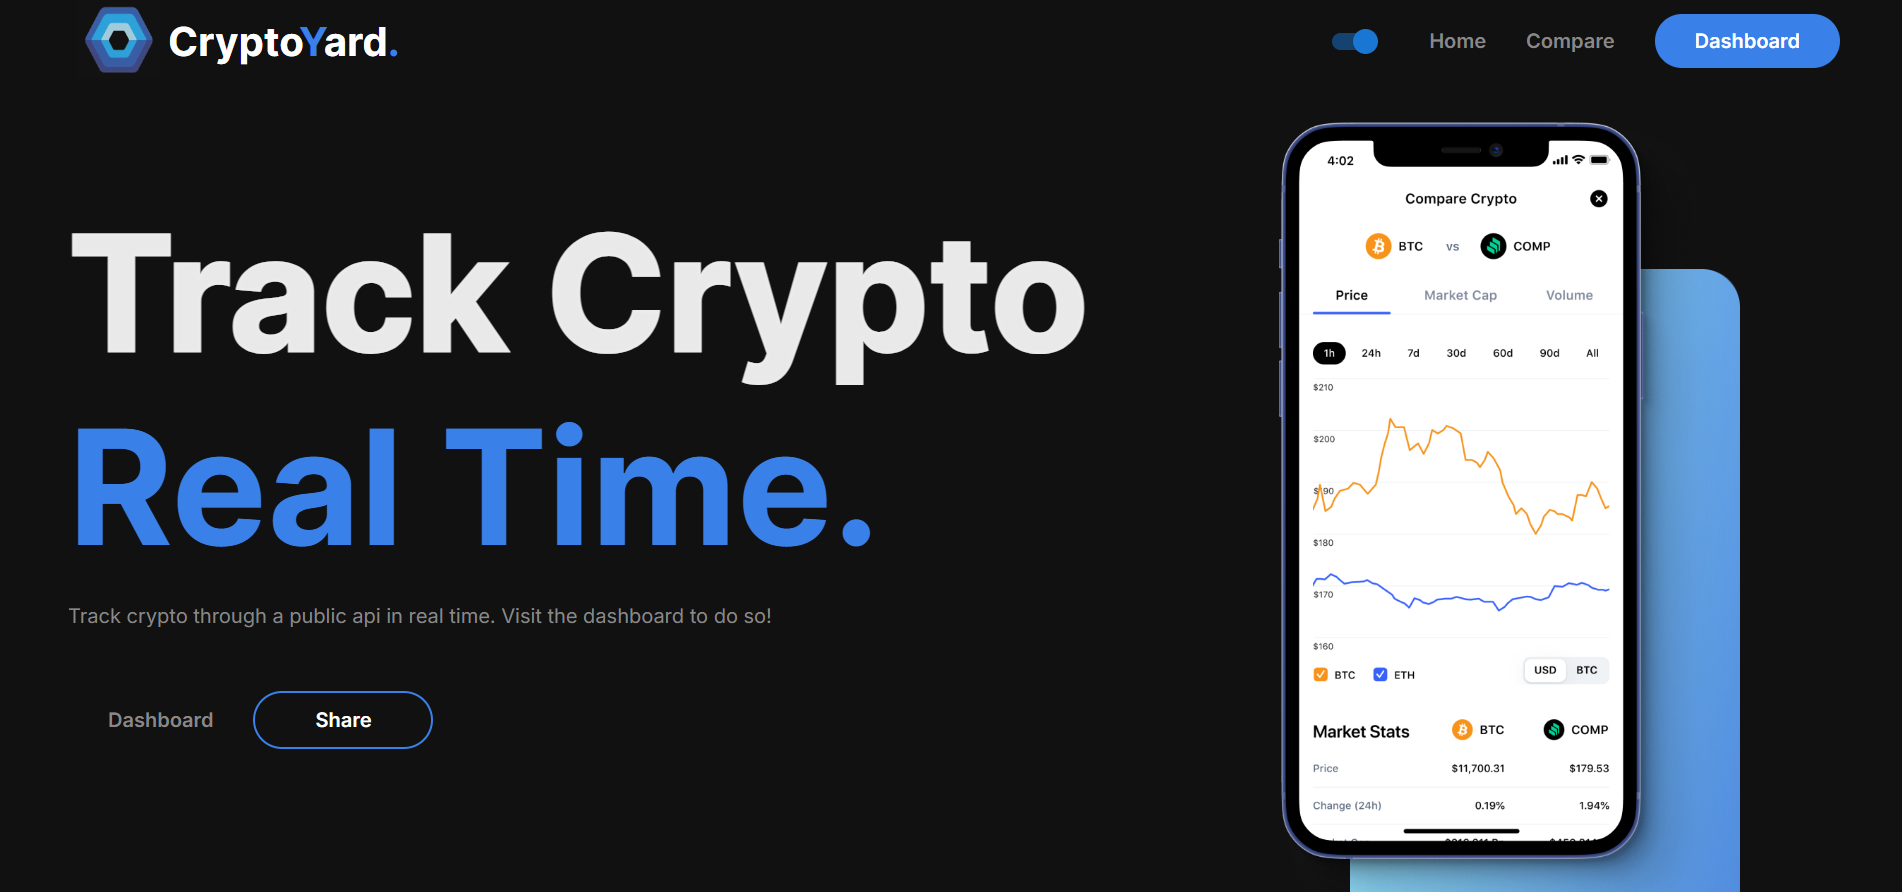 CryptoYard.
Home Compare Dashboard
Track Crypto
Real Time.
Track crypto through a public api in real time. Visit the dashboard to do so!
Dashboard Share
4:02
Compare Crypto
BTC vs COMP
Price Market Cap Volume
1h 24h 7d 30d 60d 90d All
$210
$200
$190
$180
$170
$160
BTC ETH USD BTC
Market Stats BTC COMP
Price $11,700.31 $179.53
Change (24h) 0.19% 1.94%